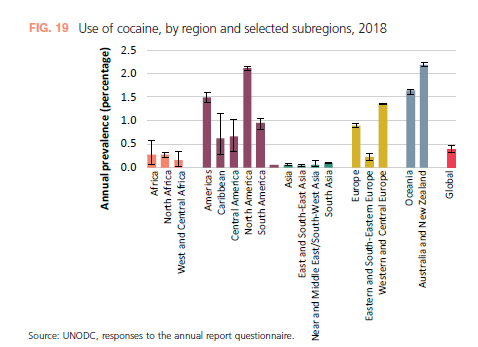 FIG. 19 Use of cocaine, by region and selected subregions, 2018
Annual prevalence (percentage)
2.5
2.0
1.5
1.0
0.5
0.0
Africa
North Africa
West and Central Africa
Americas
Caribbean
Central America
North America
South America
Asia
East and South-East Asia
Near and Middle East/South-West Asia
South Asia
Europe
Eastern and South-Eastern Europe
Western and Central Europe
Oceania
Australia and New Zealand
Global
Source: UNODC, responses to the annual report questionnaire.